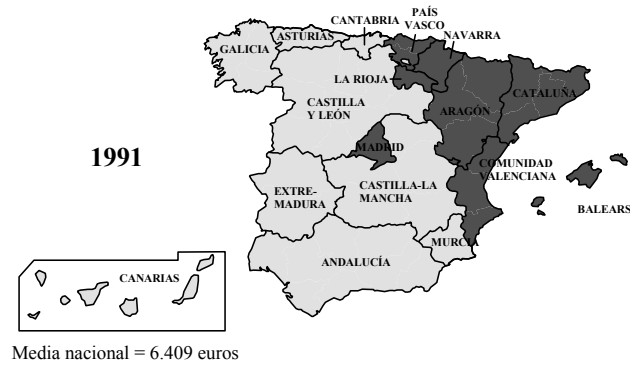 PAÍS
VASCO
CANTABRIA
ASTURIAS
NAVARRA
GALICIA
LA RIOJA
CATALUÑA
CASTILLA
Y LEÓN
ARAGÓN
MADRID
1991
COMUNIDAD
VALENCIANA
EXTRE-
MADURA
CASTILLA-LA
MANCHA
BALEARS
MURCIA
ANDALUCÍA
CANARIAS
Media nacional = 6.409 euros